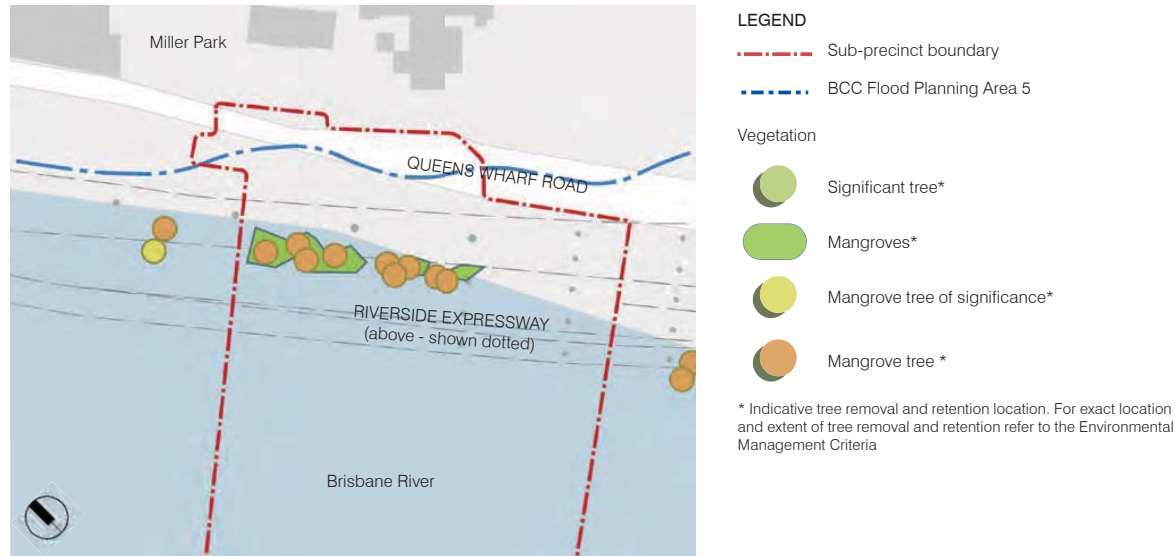 Miller Park
QUEENS WHARF ROAD
RIVERSIDE EXPRESSWAY
(above - shown dotted)
Brisbane River
LEGEND
Sub-precinct boundary
BCC Flood Planning Area 5
Vegetation
Significant tree*
Mangroves*
Mangrove tree of significance*
Mangrove tree *
* Indicative tree removal and retention location. For exact location
and extent of tree removal and retention refer to the Environmental
Management Criteria